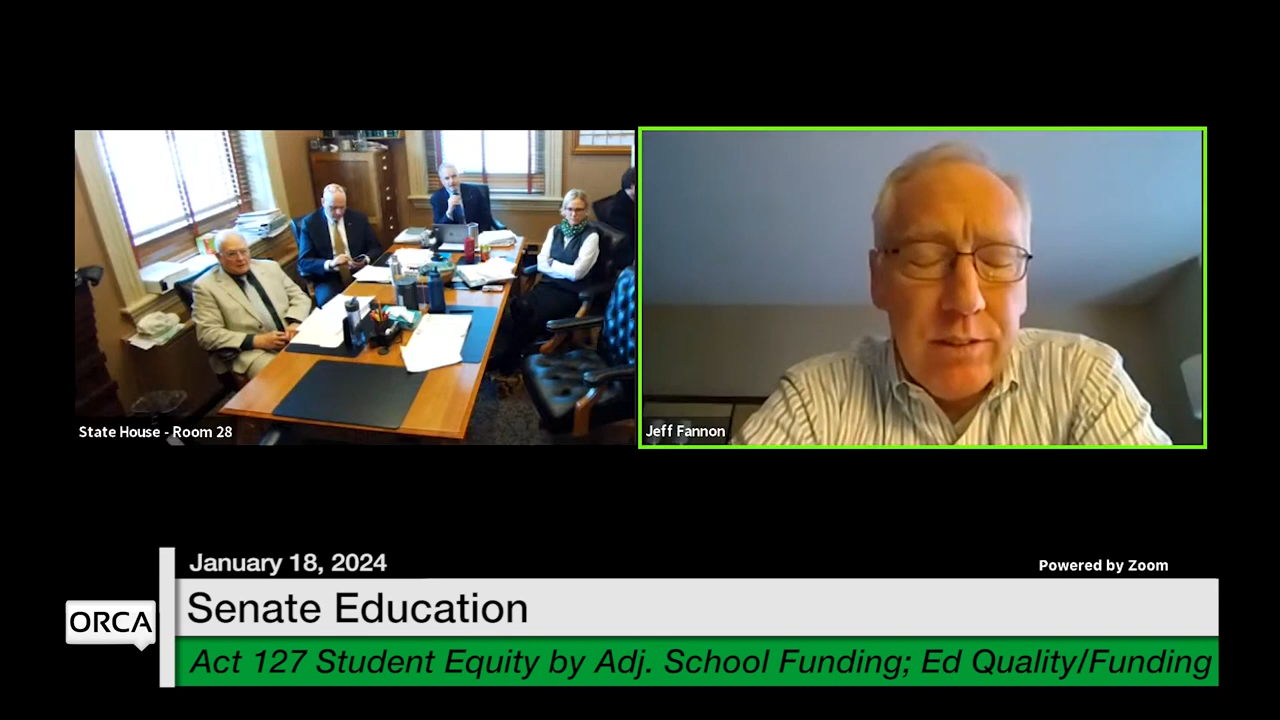 State House - Room 28
Jeff Fannon
January 18, 2024
Powered by Zoom
Senate Education
ORCA
Act 127 Student Equity by Adj. School Funding; Ed Quality/Funding